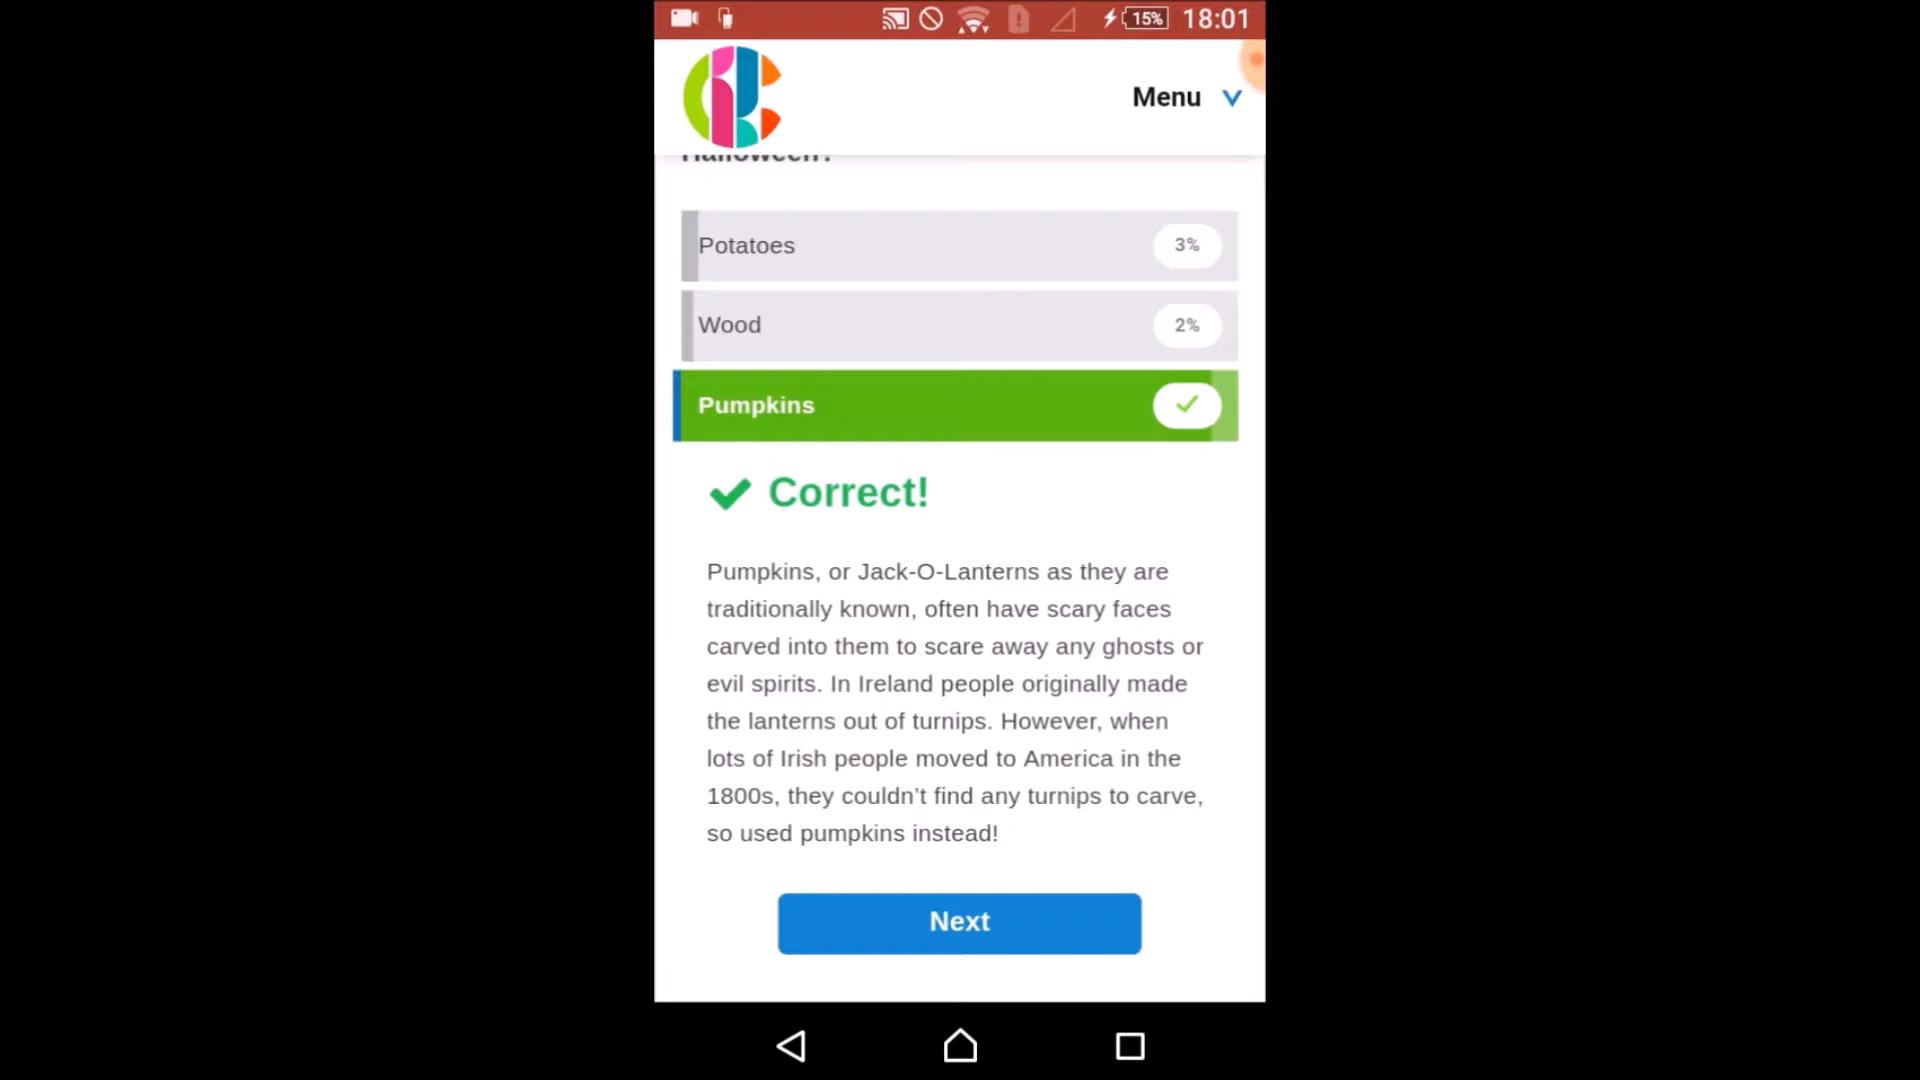 15% 18:01
Menu
Halloween?
Potatoes 3%
Wood 2%
Pumpkins
Correct!
Pumpkins, or Jack-O-Lanterns as they are
traditionally known, often have scary faces
carved into them to scare away any ghosts or
evil spirits. In Ireland people originally made
the lanterns out of turnips. However, when
lots of Irish people moved to America in the
1800s, they couldn’t find any turnips to carve,
so used pumpkins instead!
Next